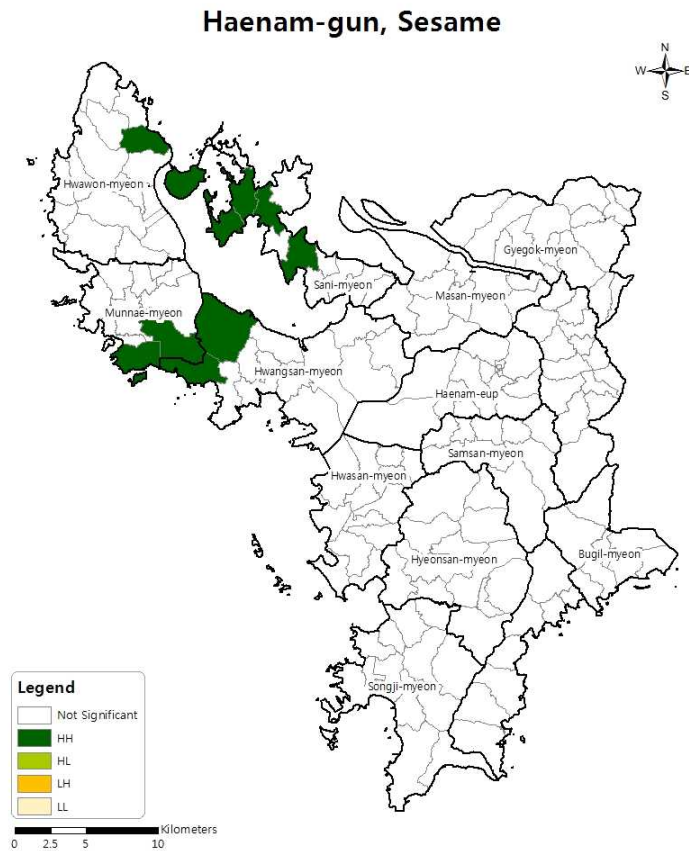 Haenam-gun, Sesame
N
W E
S
Hwawon-myeon
Gyegok-myeon
Sani-myeon
Masan-myeon
Munnae-myeon
Hwangsan-myeon
Haenam-eup
Samsan-myeon
Hwasan-myeon
Hyeonsan-myeon
Bugil-myeon
Songji-myeon
Legend
Not Significant
HH
HL
LH
LL
Kilometers
0 2.5 5 10